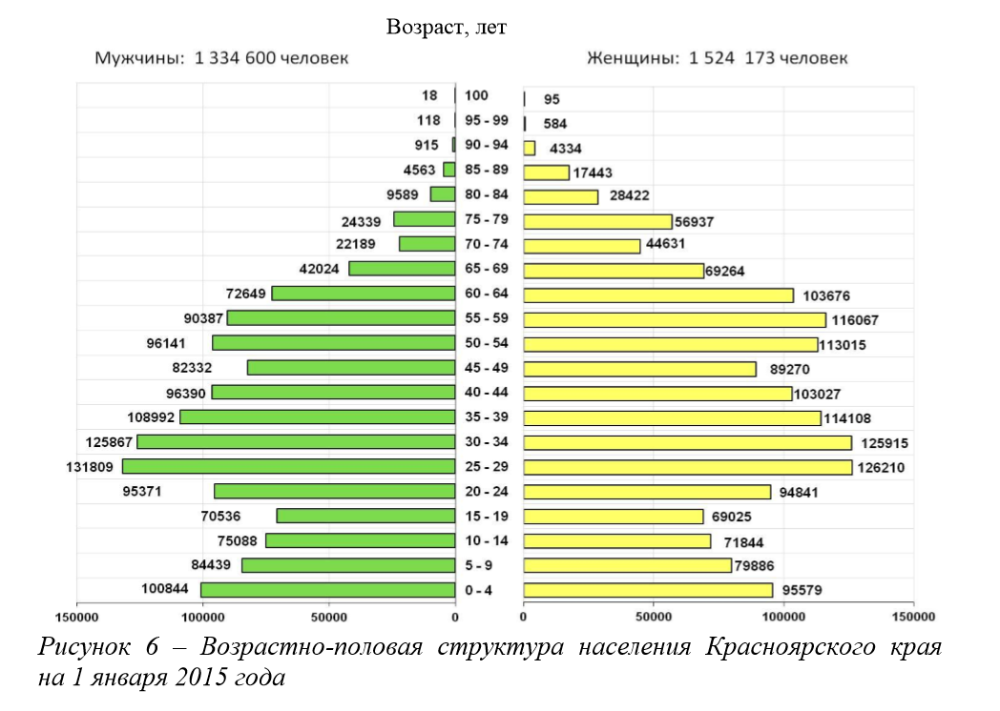 Возраст, лет
Мужчины: 1 334 600 человек
Женщины: 1 524 173 человек
18 100 95
118 95 - 99 584
915 90 - 94 4334
4563 85 - 89 17443
9589 80 - 84 28422
24339 75 - 79 56937
22189 70 - 74 44631
42024 65 - 69 69264
72649 60 - 64 103676
90387 55 - 59 116067
96141 50 - 54 113015
82332 45 - 49 89270
96390 40 - 44 103027
108992 35 - 39 114108
125867 30 - 34 125915
131809 25 - 29 126210
95371 20 - 24 94841
70536 15 - 19 69025
75088 10 - 14 71844
84439 5 - 9 79886
100844 0 - 4 95579
150000 100000 50000 0 0 50000 100000 150000
Рисунок 6 – Возрастно-половая структура населения Красноярского края
на 1 января 2015 года